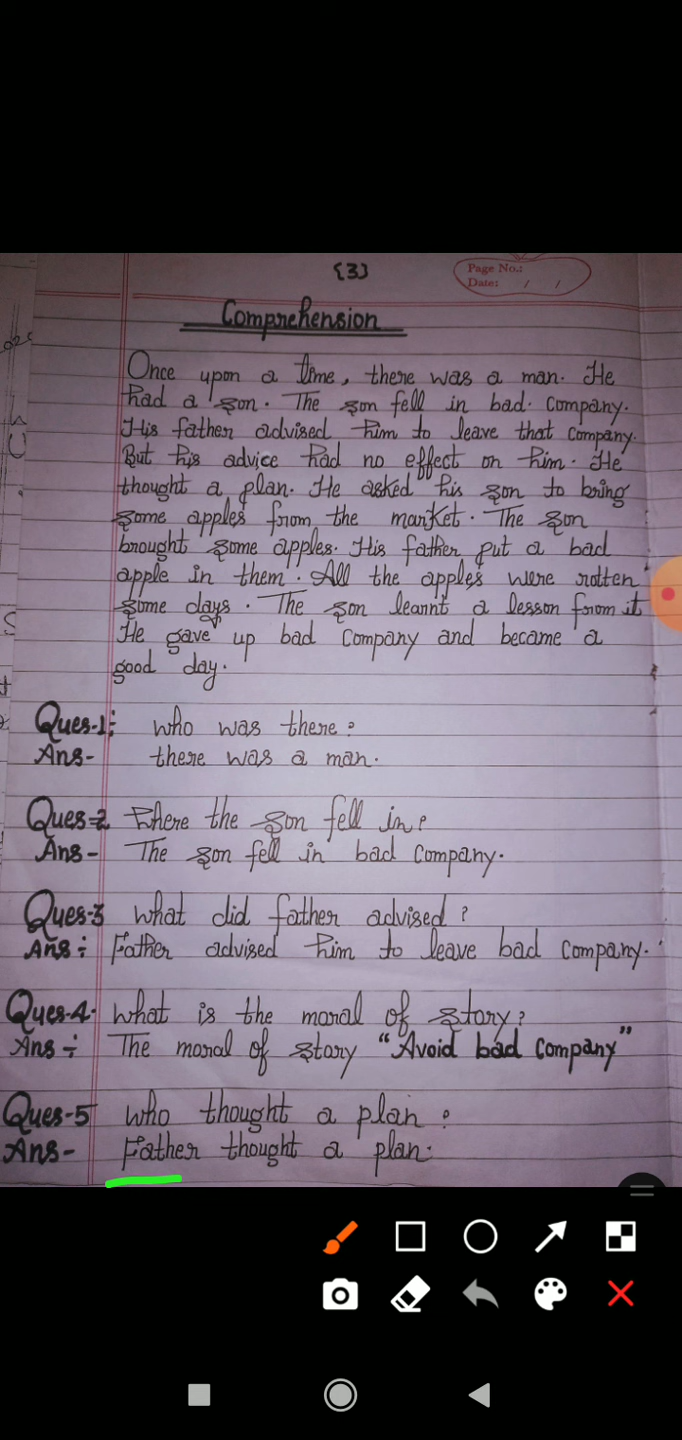 {3}
Page No.:
Date: / /
Comprehension
Once upon a time, there was a man. He
had a son. The son fell in bad. Company.
His father advised him to leave that Company.
But his advice had no effect on him. He
thought a plan. He asked his son to bring
some apples from the market. The son
brought some apples. His father put a bad
apple in them. All the apples were rotten
some days. The son learnt a lesson from it
He gave up bad Company and became a
good day.
Ques-1: who was there?
Ans- there was a man.
Ques-2 Where the son fell in?
Ans- The son fell in bad Company.
Ques-3 what did father advised?
Ans: Father advised him to leave bad Company.
Ques-4. what is the moral of story?
Ans÷ The moral of story "Avoid bad Company"
Ques-5 who thought a plan?
Ans- Father thought a plan.